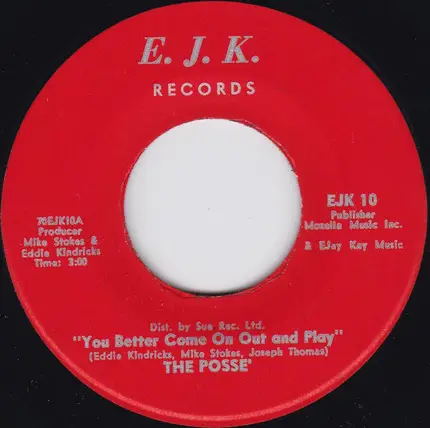 E. J. K.
RECORDS
EJK 10
Publisher
Mozella Music Inc.
& EJay Kay Music
70EJK10A
Producer
Mike Stokes &
Eddie Kindricks
Time: 3:00
Dist. by Sue Rec. Ltd.
"You Better Come On Out and Play"
(Eddie Kindricks, Mike Stokes, Joseph Thomas)
THE POSSE'